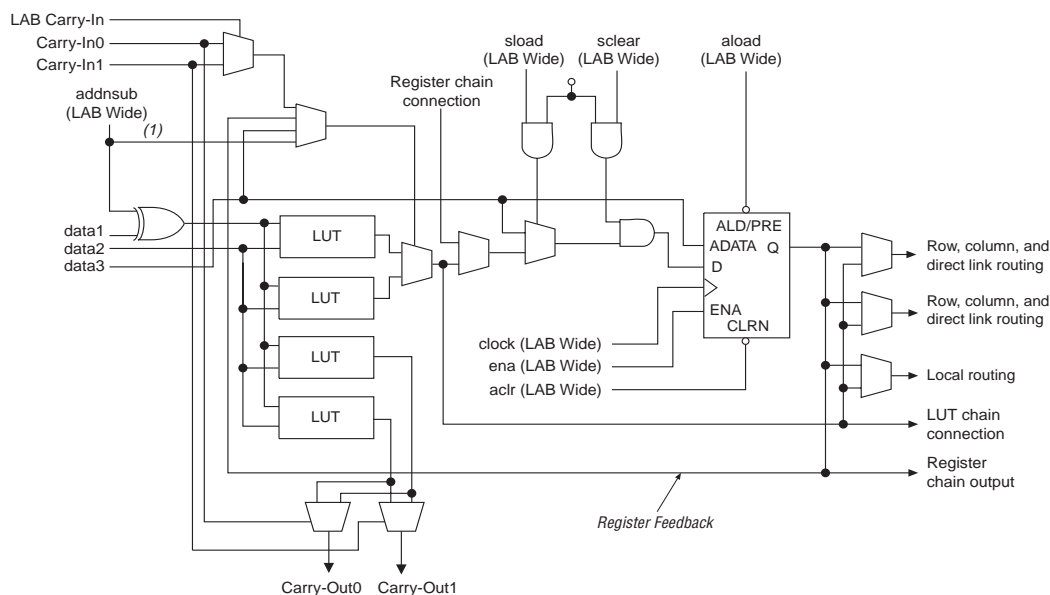 LAB Carry-In
Carry-In0
Carry-In1
addnsub
(LAB Wide)
(1)
data1
data2
data3
Register chain
connection
sload
(LAB Wide)
sclear
(LAB Wide)
aload
(LAB Wide)
LUT
LUT
LUT
LUT
ALD/PRE
ADATA Q
D
ENA
CLRN
clock (LAB Wide)
ena (LAB Wide)
aclr (LAB Wide)
Row, column, and
direct link routing
Row, column, and
direct link routing
Local routing
LUT chain
connection
Register
chain output
Register Feedback
Carry-Out0
Carry-Out1